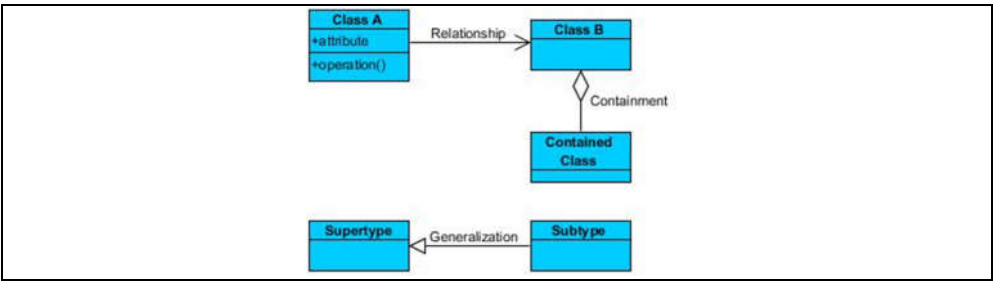 Class A
+attribute
+operation()
Relationship
Class B
Containment
Contained
Class
Supertype
Generalization
Subtype